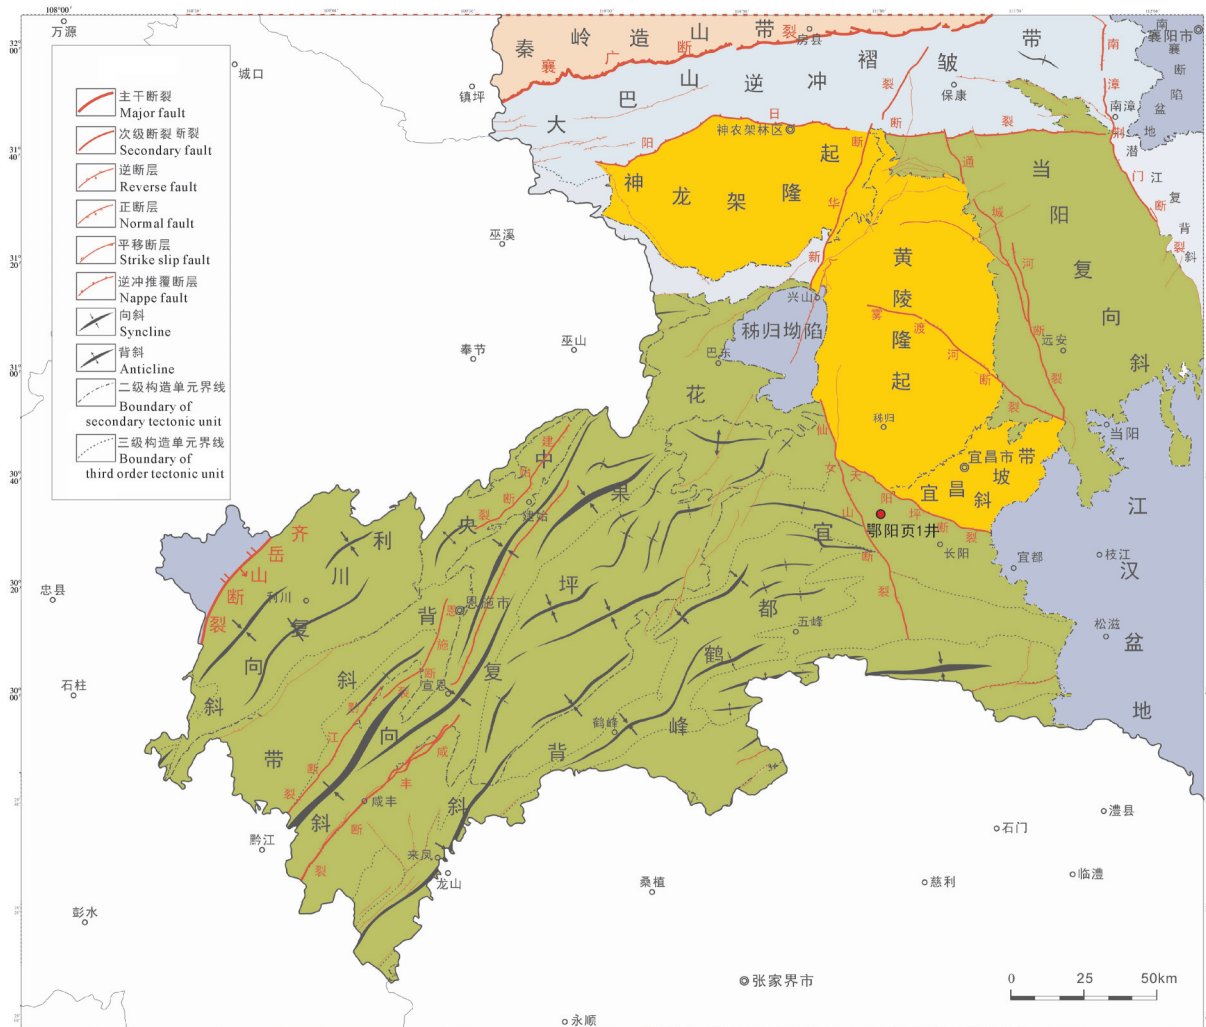 108°00′
主干断裂
Major fault
次级断裂 断裂
Secondary fault
逆断层
Reverse fault
正断层
Normal fault
平移断层
Strike slip fault
逆冲推覆断层
Nappe fault
向斜
Syncline
背斜
Anticline
二级构造单元界线
Boundary of
secondary tectonic unit
三级构造单元界线
Boundary of
third order tectonic unit
万源
城口
镇坪
房县
襄阳市
保康
南漳
神农架林区
巫溪
兴山
巫山
奉节
巴东
远安
秭归
当阳
宜昌市
建始
鄂阳页1井
长阳
宜都
枝江
忠县
利川
恩施市
五峰
松滋
石柱
宣恩
鹤峰
咸丰
黔江
来凤
龙山
石门
澧县
桑植
慈利
临澧
彭水
张家界市
永顺
秦岭造山带
大巴山逆冲褶皱带
神龙架隆起
黄陵隆起
秭归坳陷
当阳复向斜
南襄断陷盆地
潜江复背斜
江汉盆地
宜昌斜坡带
利川复向斜
中央背斜带
花果坪复向斜
宜都鹤峰背斜
襄广断裂
阳日断裂
新华断裂
通城河断裂
南漳荆门断裂
雾渡河断裂
仙女山断裂
天阳坪断裂
建始断裂
齐岳山断裂
恩施断裂
黔江断裂
咸丰断裂
0 25 50km